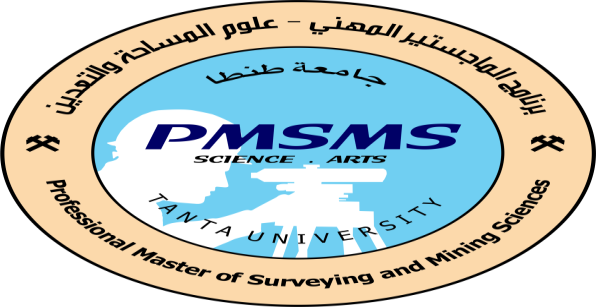 برنامج الماجستير المهني - علوم المساحة والتعدين
جامعة طنطا
PMSMS
SCIENCE . ARTS
TANTA UNIVERSITY
Professional Master of Surveying and Mining Sciences